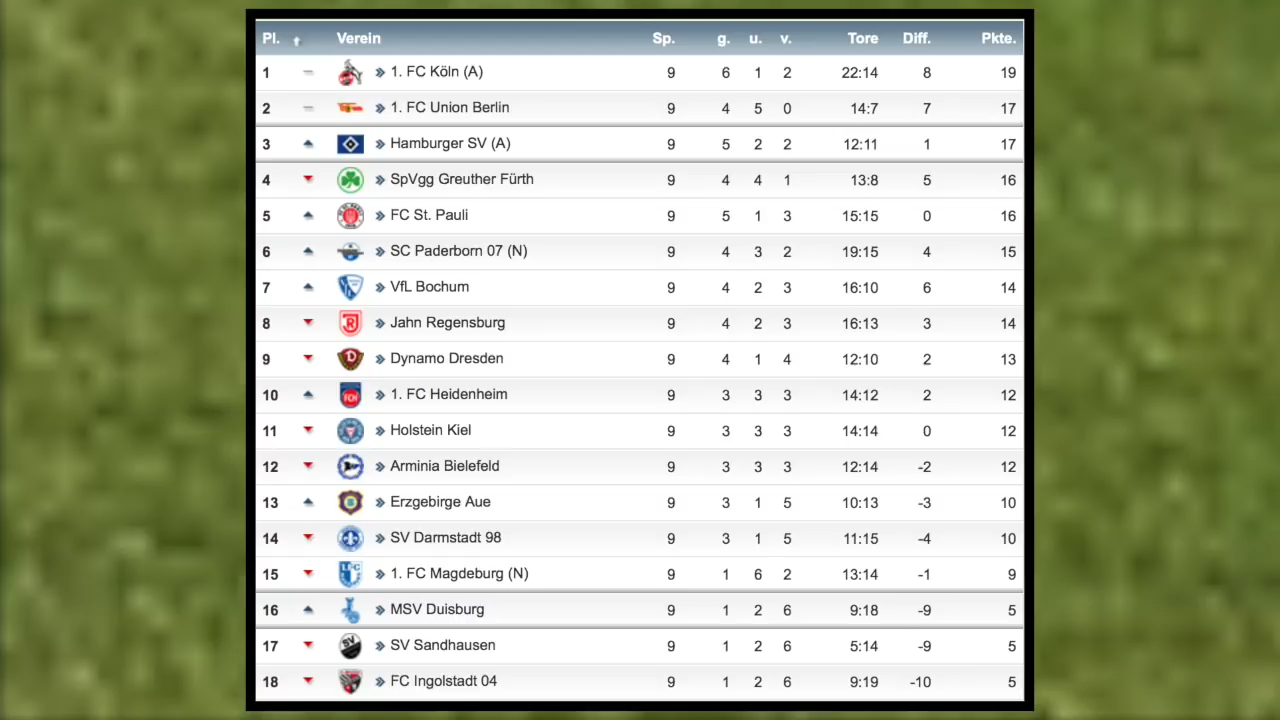 Pl. Verein Sp. g. u. v. Tore Diff. Pkte.
1 1. FC Köln (A) 9 6 1 2 22:14 8 19
2 1. FC Union Berlin 9 4 5 0 14:7 7 17
3 Hamburger SV (A) 9 5 2 2 12:11 1 17
4 SpVgg Greuther Fürth 9 4 4 1 13:8 5 16
5 FC St. Pauli 9 5 1 3 15:15 0 16
6 SC Paderborn 07 (N) 9 4 3 2 19:15 4 15
7 VfL Bochum 9 4 2 3 16:10 6 14
8 Jahn Regensburg 9 4 2 3 16:13 3 14
9 Dynamo Dresden 9 4 1 4 12:10 2 13
10 1. FC Heidenheim 9 3 3 3 14:12 2 12
11 Holstein Kiel 9 3 3 3 14:14 0 12
12 Arminia Bielefeld 9 3 3 3 12:14 -2 12
13 Erzgebirge Aue 9 3 1 5 10:13 -3 10
14 SV Darmstadt 98 9 3 1 5 11:15 -4 10
15 1. FC Magdeburg (N) 9 1 6 2 13:14 -1 9
16 MSV Duisburg 9 1 2 6 9:18 -9 5
17 SV Sandhausen 9 1 2 6 5:14 -9 5
18 FC Ingolstadt 04 9 1 2 6 9:19 -10 5